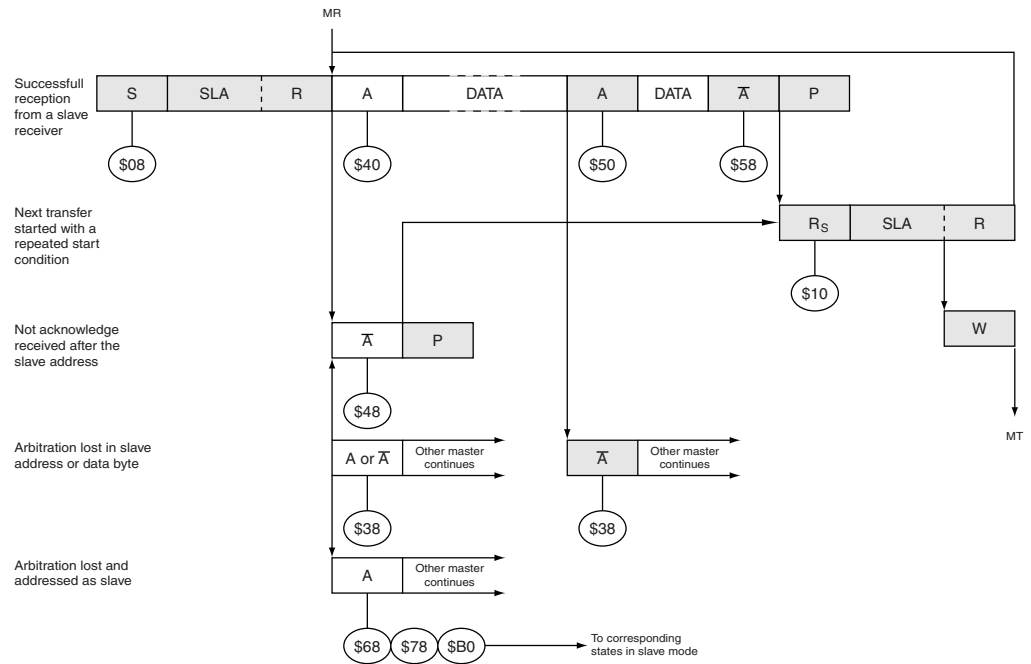 MR
Successfull
reception
from a slave
receiver
S SLA R A DATA A DATA A̅ P
$08 $40 $50 $58
Next transfer
started with a
repeated start
condition
RS SLA R
$10
Not acknowledge
received after the
slave address
A̅ P
W
$48
MT
Arbitration lost in slave
address or data byte
A or A̅
Other master
continues
A̅
Other master
continues
$38 $38
Arbitration lost and
addressed as slave
A
Other master
continues
$68 $78 $B0
To corresponding
states in slave mode